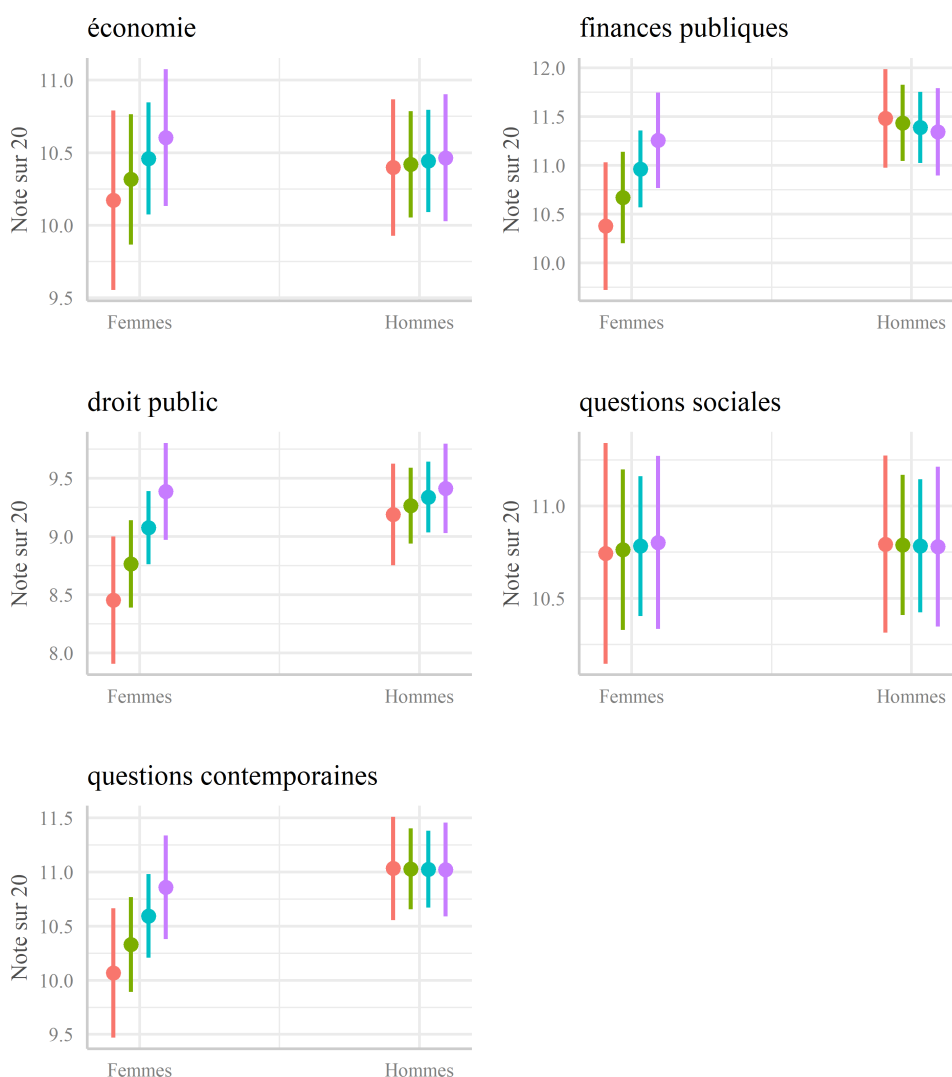 économie
Note sur 20
11.0
10.5
10.0
9.5
Femmes
Hommes
finances publiques
Note sur 20
12.0
11.5
11.0
10.5
10.0
Femmes
Hommes
droit public
Note sur 20
9.5
9.0
8.5
8.0
Femmes
Hommes
questions sociales
Note sur 20
11.0
10.5
Femmes
Hommes
questions contemporaines
Note sur 20
11.5
11.0
10.5
10.0
9.5
Femmes
Hommes